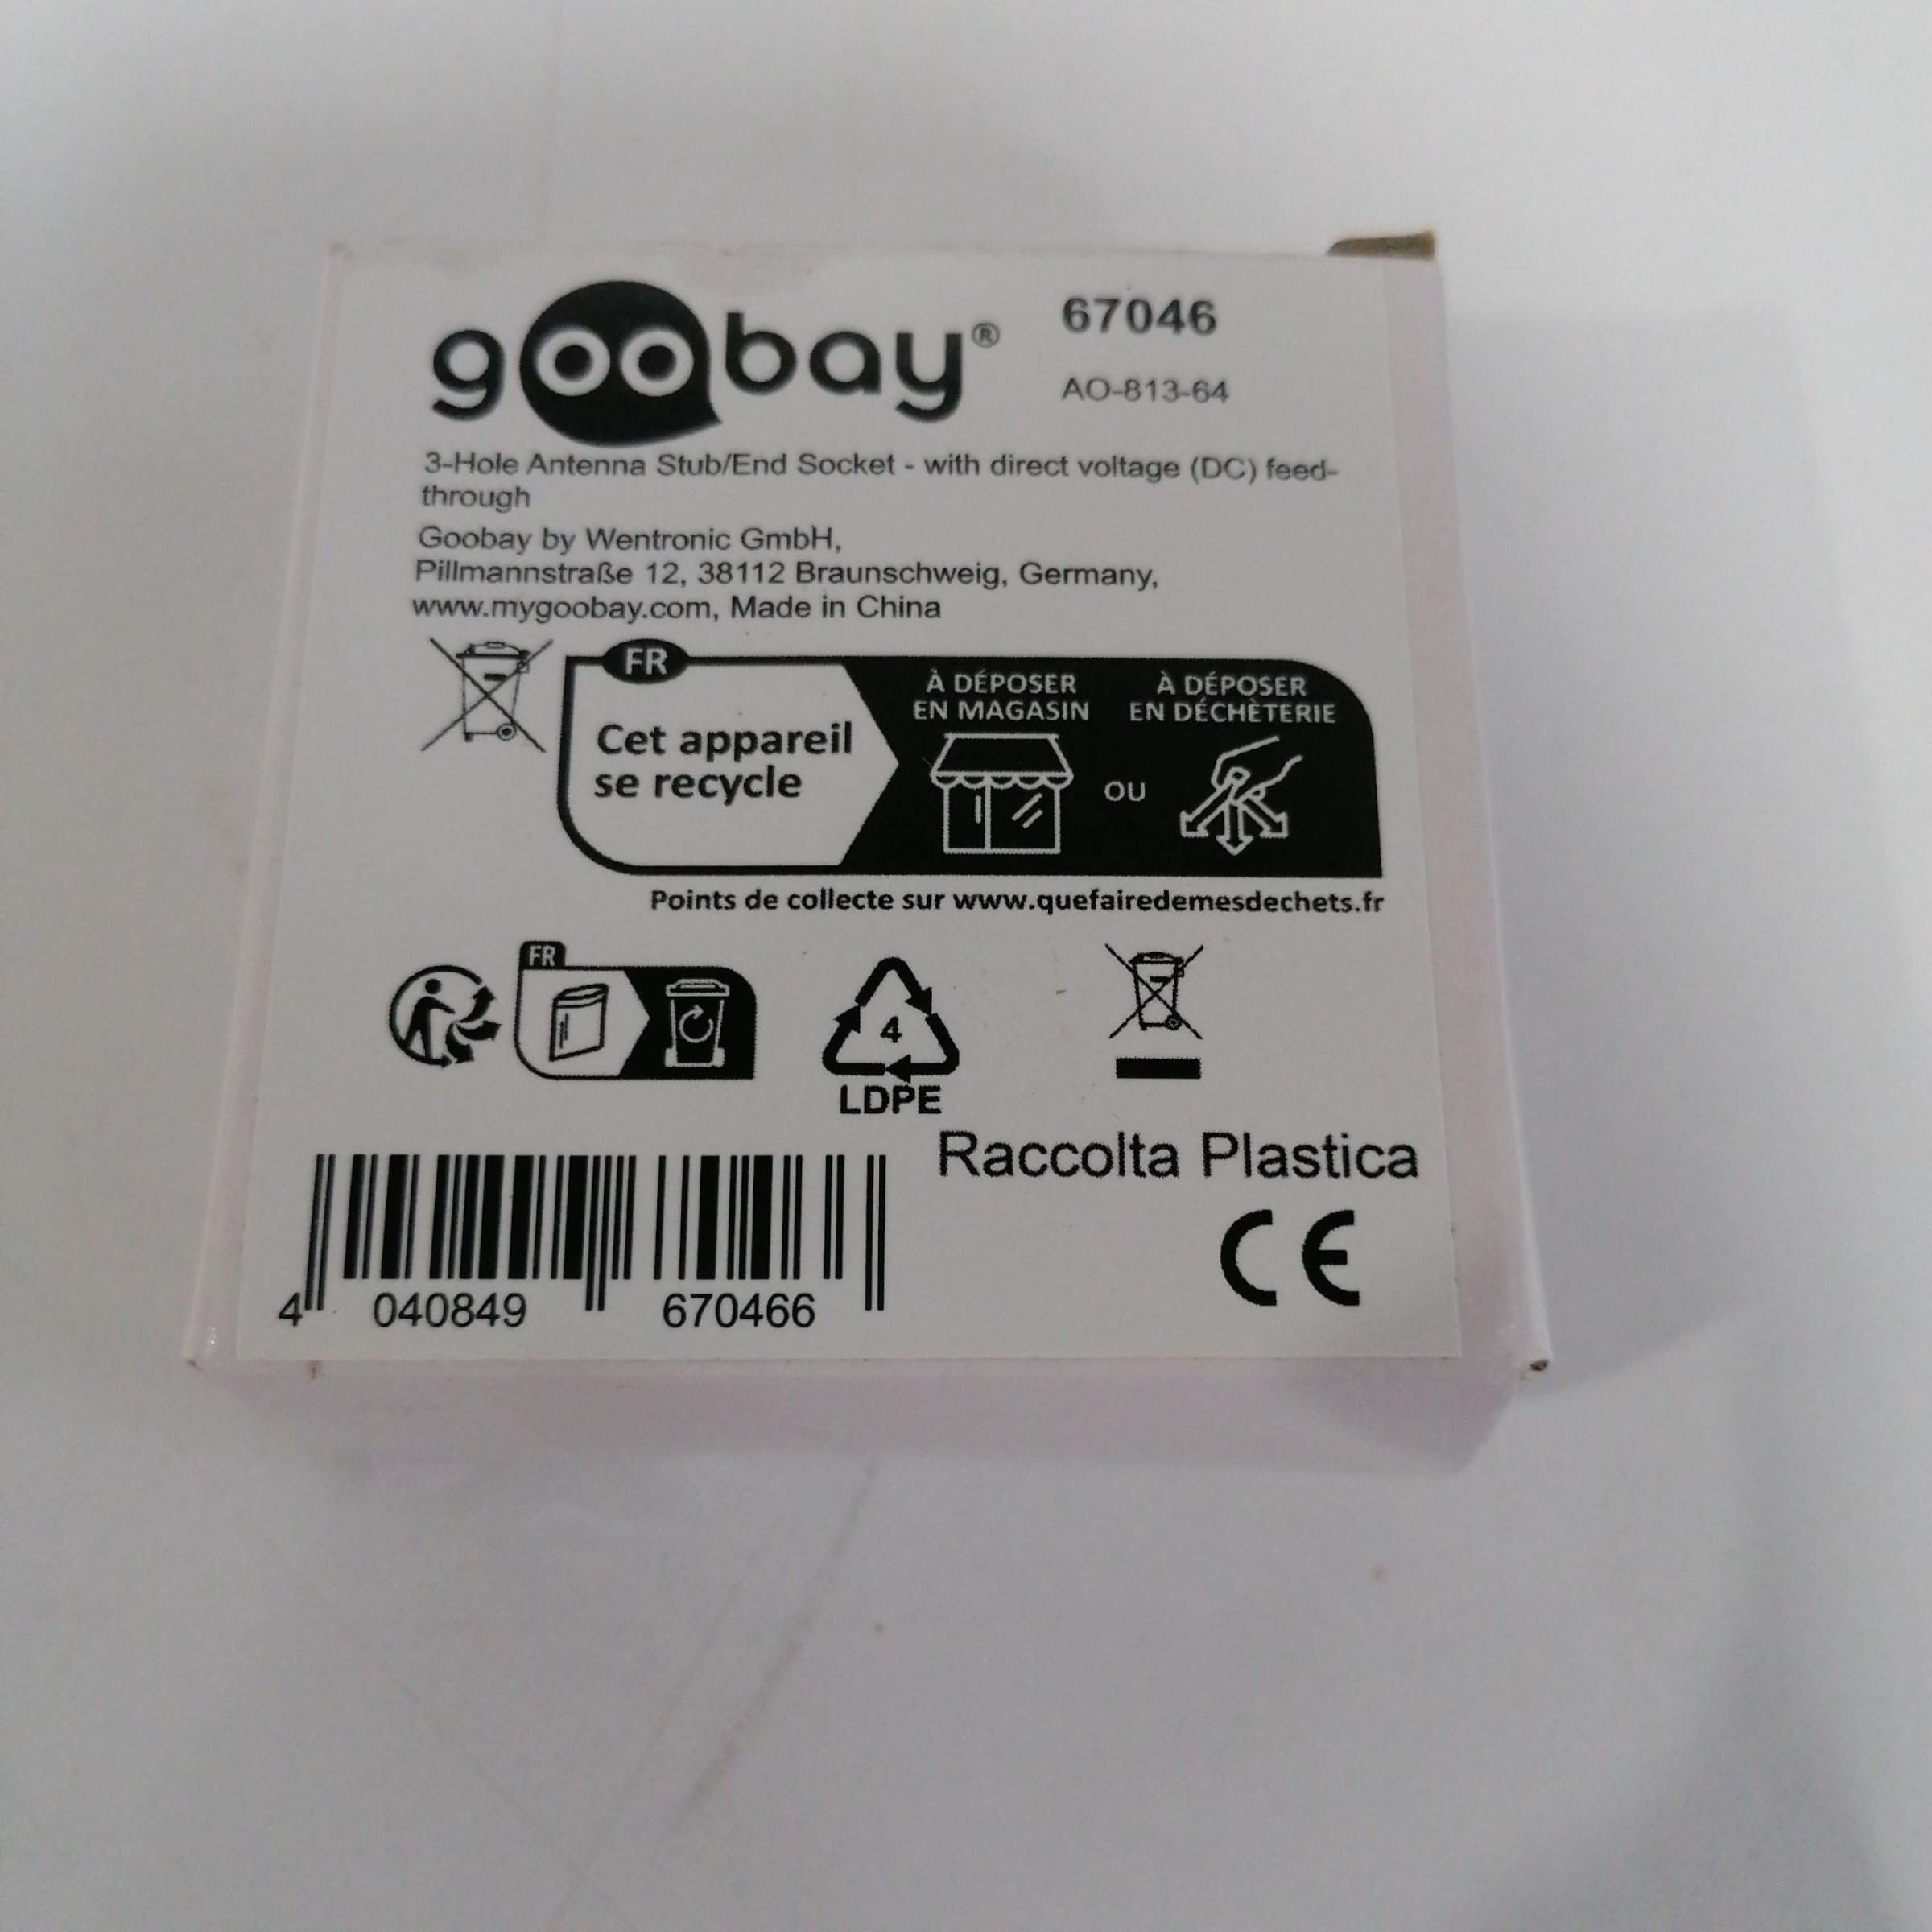 goobay®
67046
AO-813-64
3-Hole Antenna Stub/End Socket - with direct voltage (DC) feed-
through
Goobay by Wentronic GmbH,
Pillmannstraße 12, 38112 Braunschweig, Germany,
www.mygoobay.com, Made in China
FR
Cet appareil
se recycle
À DÉPOSER
EN MAGASIN
OU
À DÉPOSER
EN DÉCHÈTERIE
Points de collecte sur www.quefairedemesdechets.fr
FR
4
LDPE
Raccolta Plastica
CE
4 040849 670466